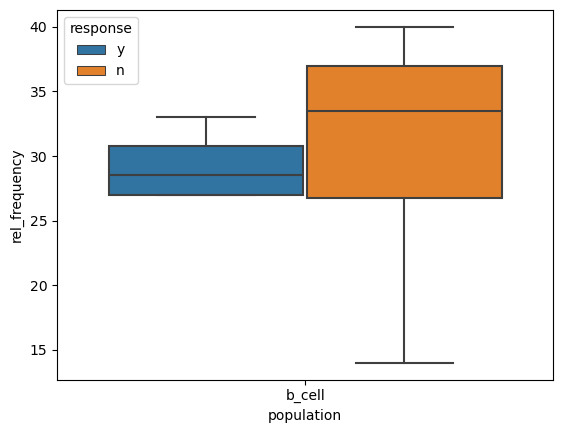 response
y
n
40
35
30
25
20
15
rel_frequency
b_cell
population